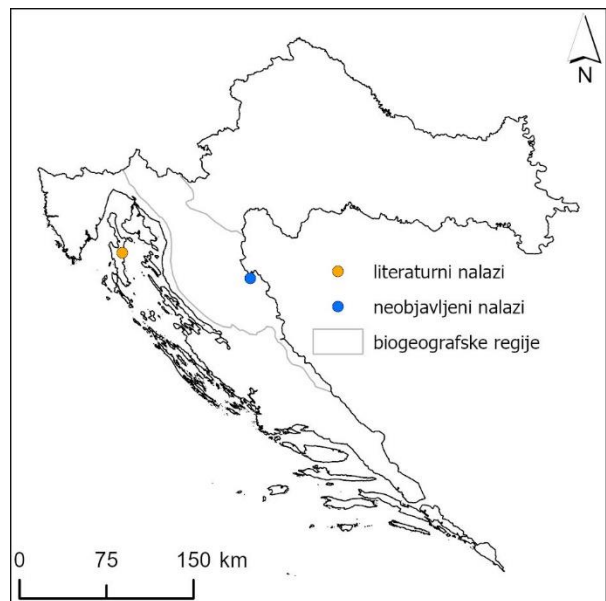 N
literaturni nalazi
neobjavljeni nalazi
biogeografske regije
0 75 150 km